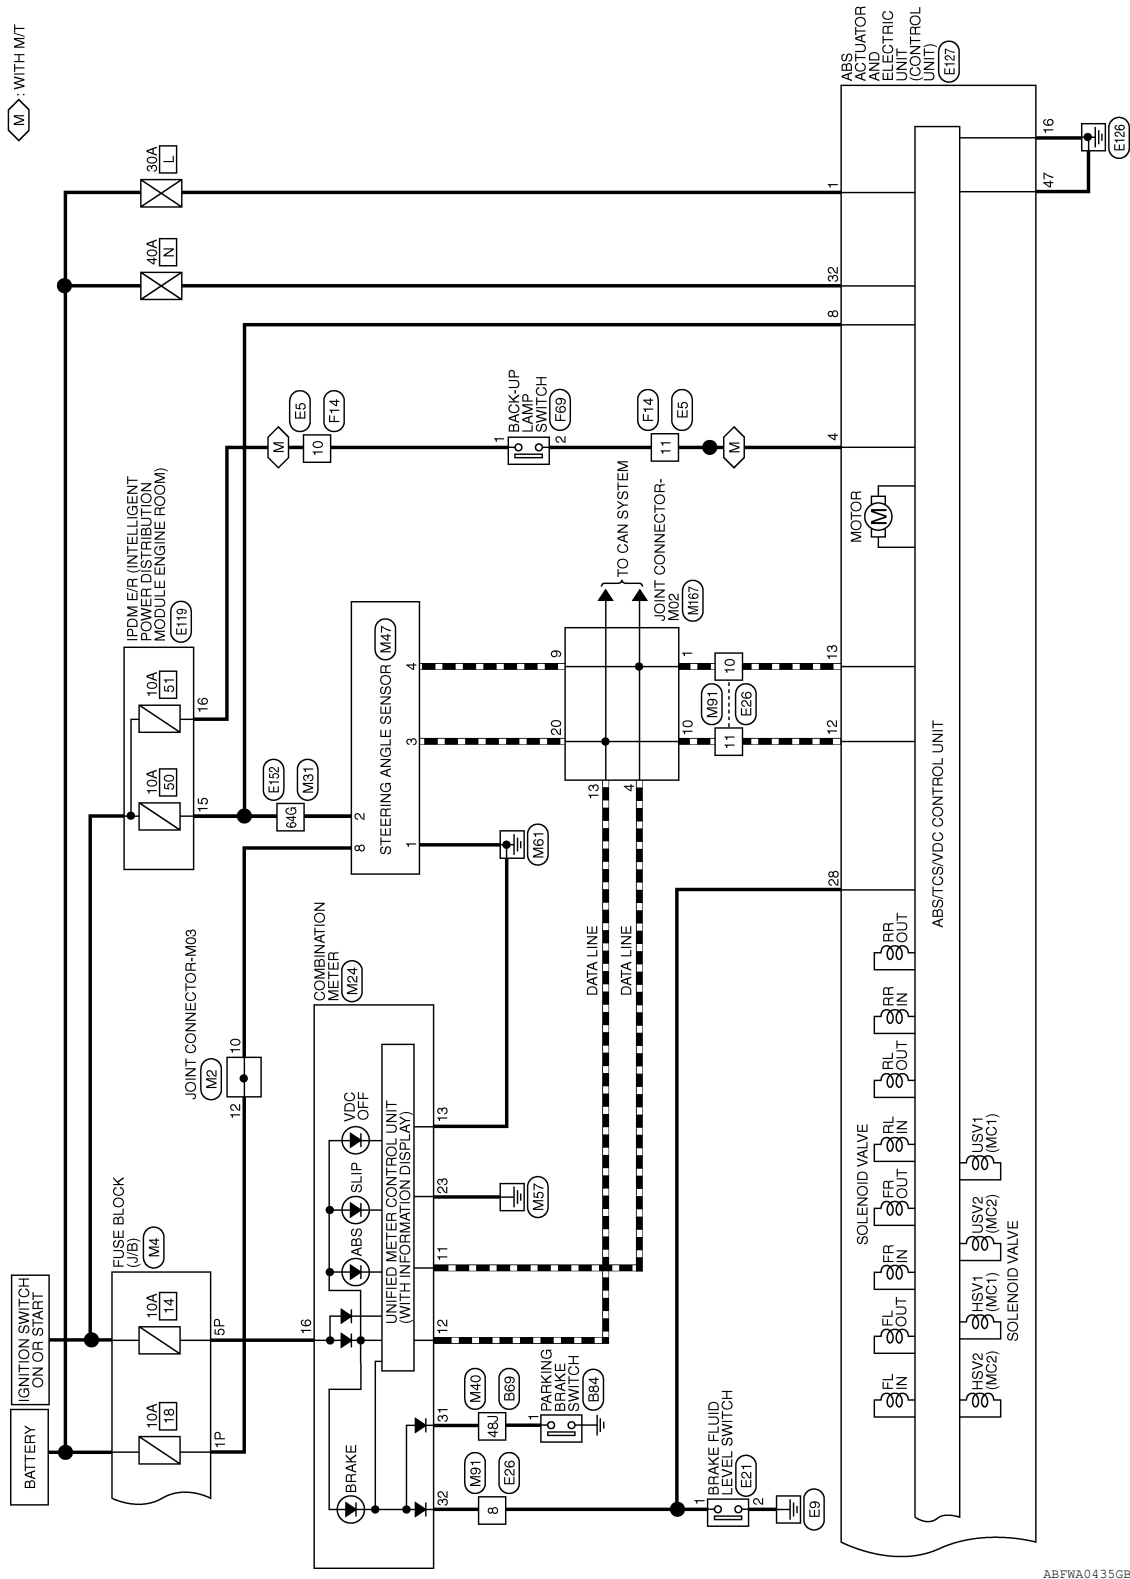 M : WITH M/T
BATTERY
IGNITION SWITCH
ON OR START
FUSE BLOCK
(J/B)
M4
10A
18
10A
14
1P
5P
JOINT CONNECTOR-M03
M2
12
10
IPDM E/R (INTELLIGENT
POWER DISTRIBUTION
MODULE ENGINE ROOM)
E119
10A
50
10A
51
15
16
40A
N
30A
L
E152
64G
M31
M
E5
10
F14
1
BACK-UP
LAMP
SWITCH
F69
2
F14
11
E5
M
COMBINATION
METER
M24
16
BRAKE
ABS
SLIP
VDC
OFF
UNIFIED METER CONTROL UNIT
(WITH INFORMATION DISPLAY)
32
31
12
11
23
13
8
2
STEERING ANGLE SENSOR
M47
1
3
4
M61
M57
M91
8
E26
M40
48J
B69
1
PARKING
BRAKE
SWITCH
B84
DATA LINE
DATA LINE
20
9
13
4
10
1
TO CAN SYSTEM
JOINT CONNECTOR-
M02
M167
11
10
M91
E26
1
BRAKE FLUID
LEVEL SWITCH
E21
2
E9
28
12
13
4
8
32
1
ABS
ACTUATOR
AND
ELECTRIC
UNIT
(CONTROL
UNIT)
E127
SOLENOID VALVE
FL
IN
FL
OUT
FR
IN
FR
OUT
RL
IN
RL
OUT
RR
IN
RR
OUT
MOTOR
M
ABS/TCS/VDC CONTROL UNIT
HSV2
(MC2)
HSV1
(MC1)
USV2
(MC2)
USV1
(MC1)
SOLENOID VALVE
47
16
E126
ABFWA0435GB